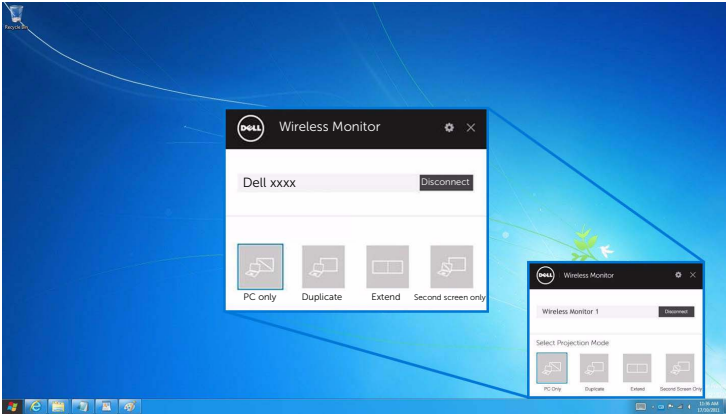 Recycle Bin
DELL
Wireless Monitor
Dell xxxx
Disconnect
PC only
Duplicate
Extend
Second screen only
DELL
Wireless Monitor
Wireless Monitor 1
Disconnect
Select Projection Mode
PC Only
Duplicate
Extend
Second Screen Only